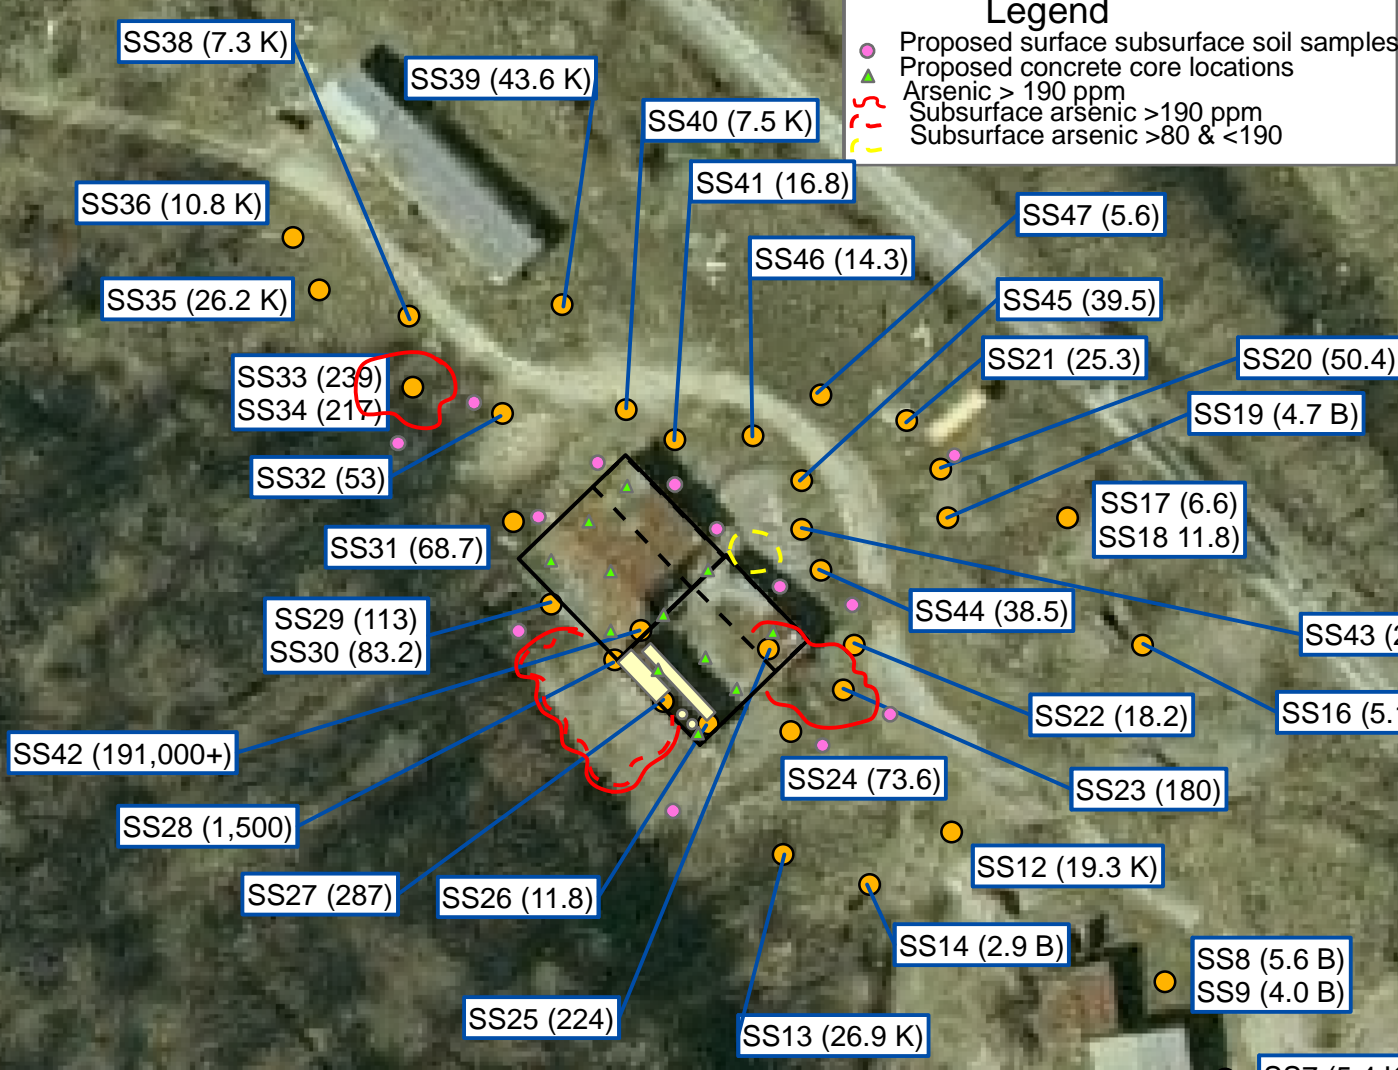 Legend
Proposed surface subsurface soil samples
Proposed concrete core locations
Arsenic > 190 ppm
Subsurface arsenic >190 ppm
Subsurface arsenic >80 & <190
SS38 (7.3 K)
SS39 (43.6 K)
SS40 (7.5 K)
SS41 (16.8)
SS36 (10.8 K)
SS47 (5.6)
SS46 (14.3)
SS35 (26.2 K)
SS45 (39.5)
SS21 (25.3)
SS20 (50.4)
SS33 (239)
SS34 (217)
SS19 (4.7 B)
SS32 (53)
SS17 (6.6)
SS18 11.8)
SS31 (68.7)
SS29 (113)
SS30 (83.2)
SS44 (38.5)
SS43
SS22 (18.2)
SS16
SS42 (191,000+)
SS24 (73.6)
SS23 (180)
SS28 (1,500)
SS12 (19.3 K)
SS27 (287)
SS26 (11.8)
SS14 (2.9 B)
SS8 (5.6 B)
SS9 (4.0 B)
SS25 (224)
SS13 (26.9 K)